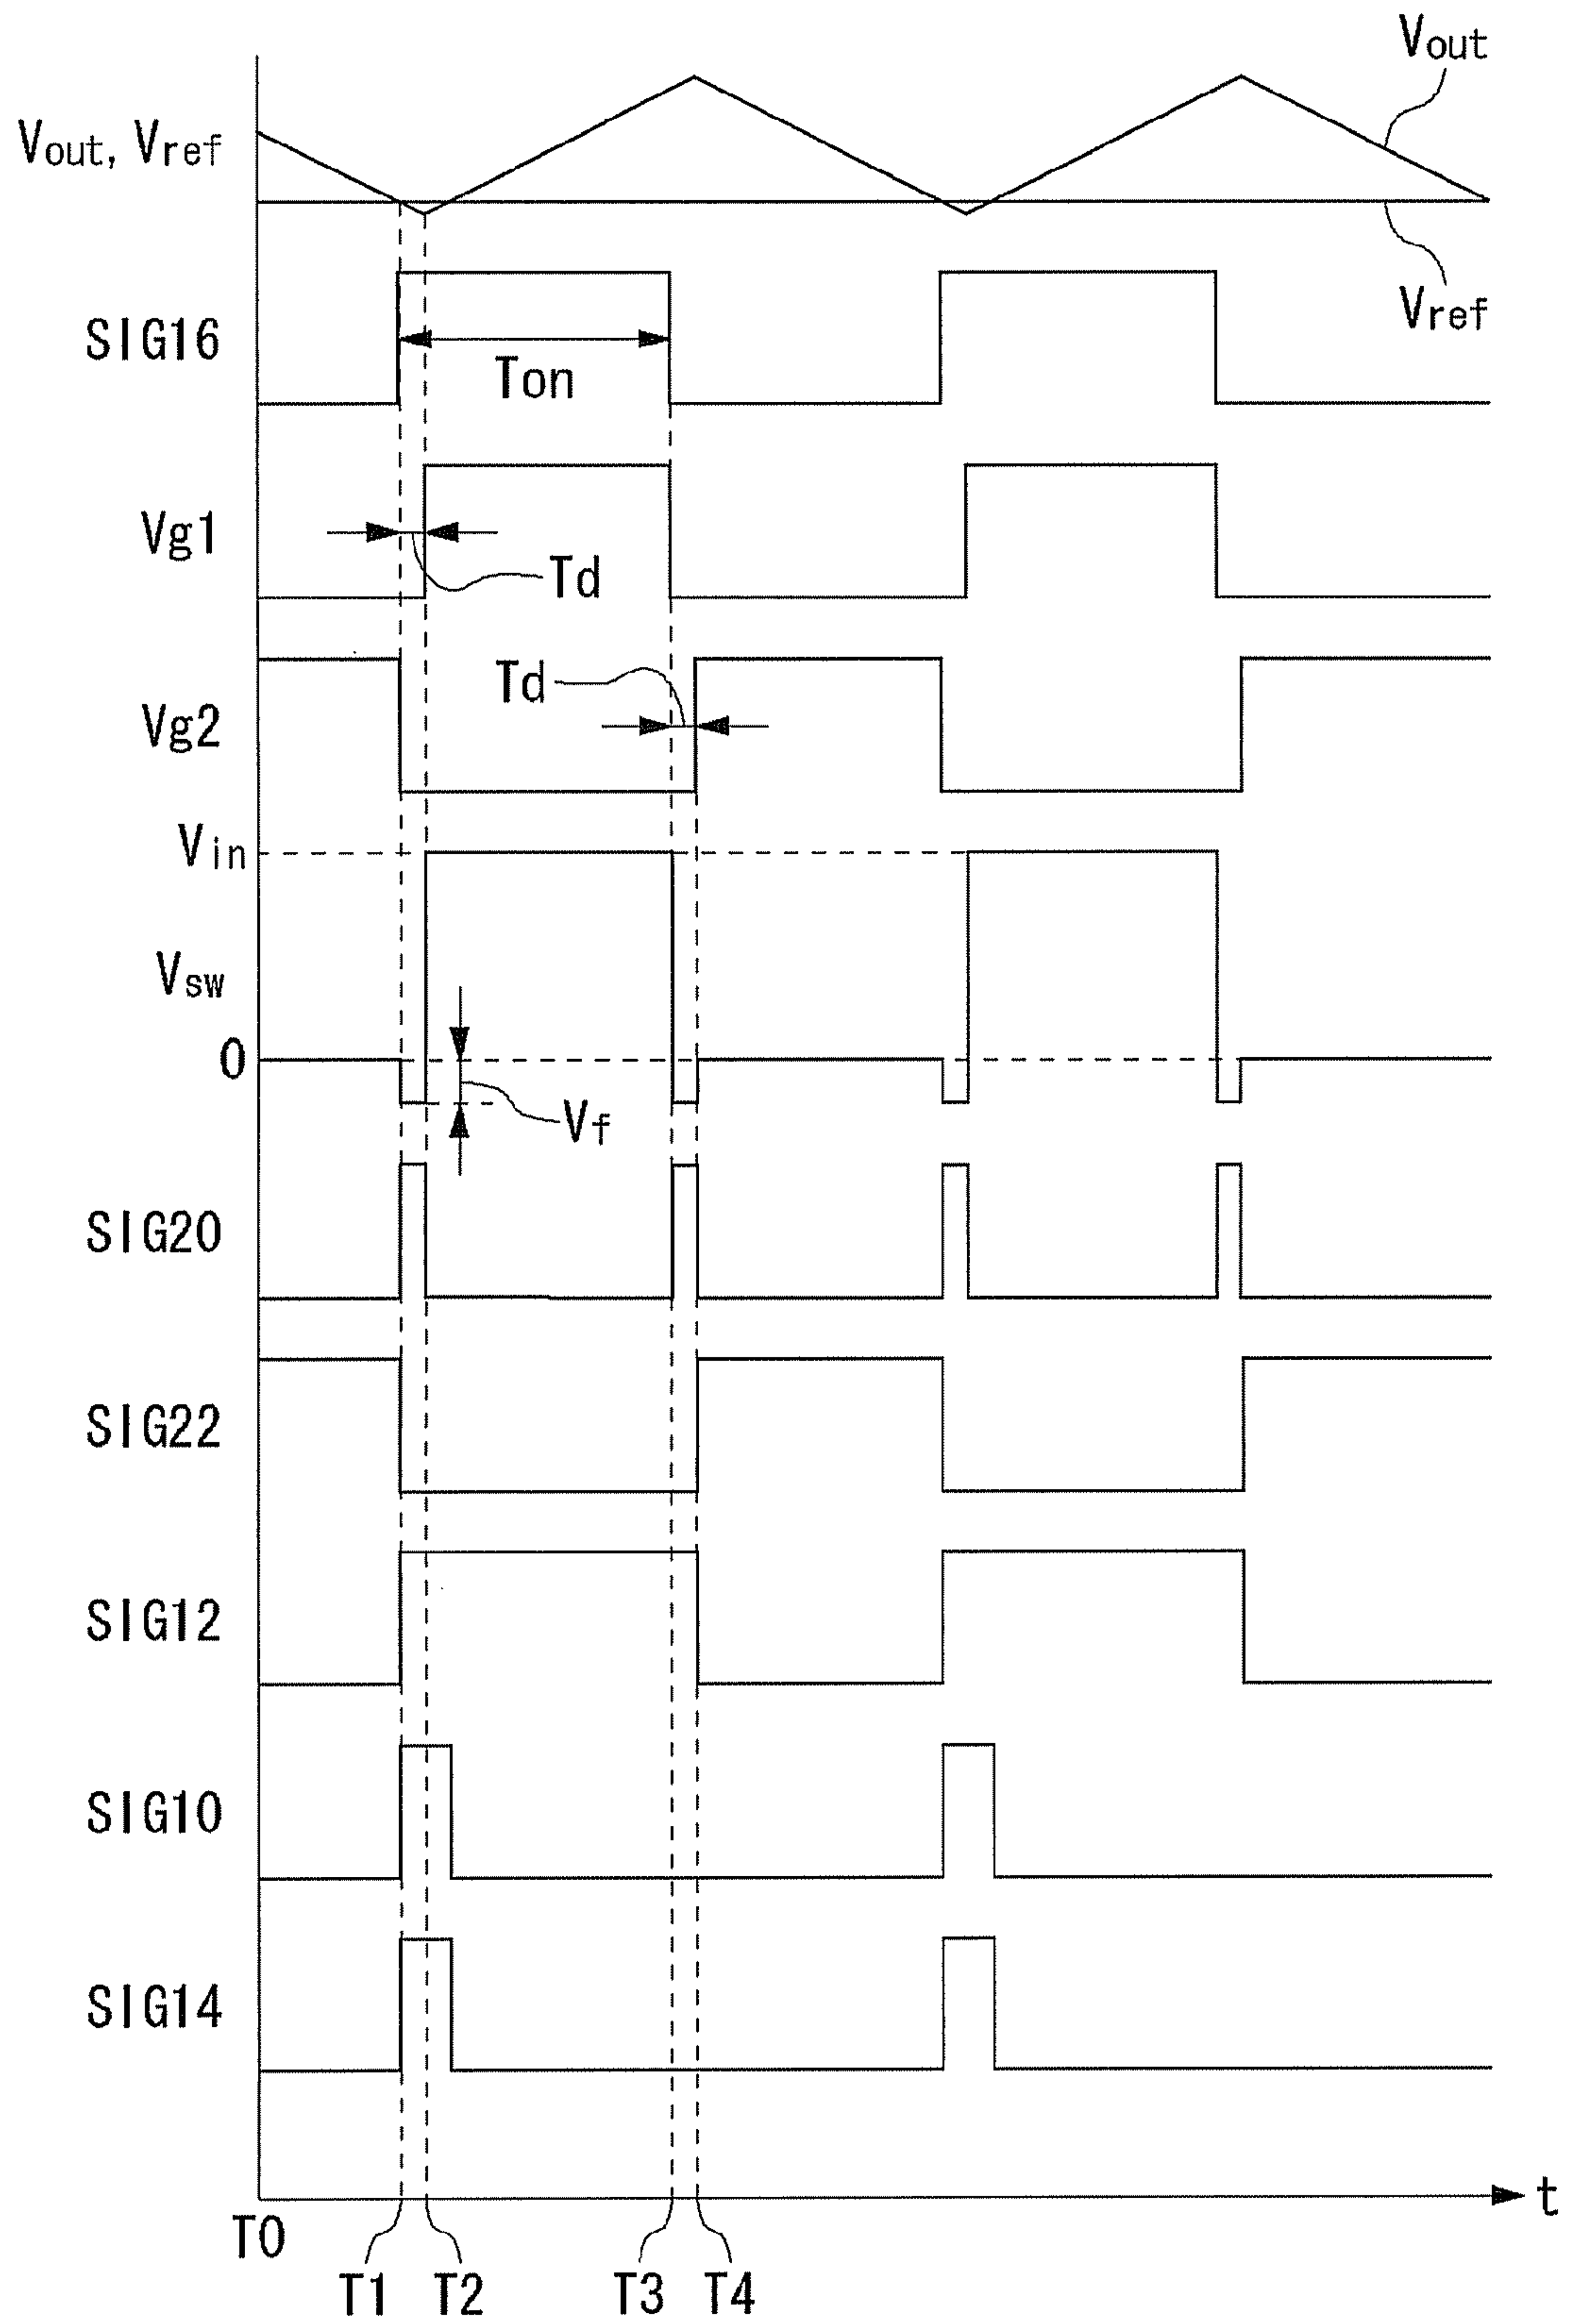 Vout
Vout, Vref
Vref
SIG16
Ton
Vg1
Td
Td
Vg2
Vin
Vsw
0
Vf
SIG20
SIG22
SIG12
SIG10
SIG14
t
T0
T1
T2
T3
T4